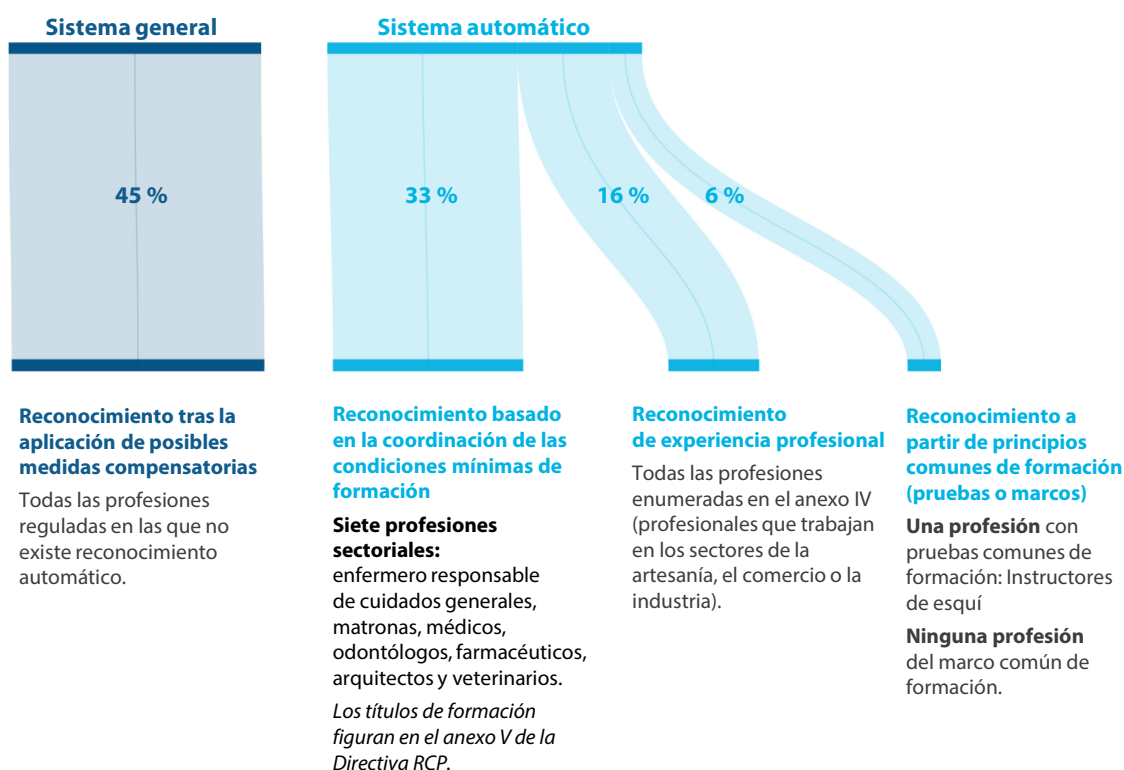 Sistema general
Sistema automático
45 %
33 %
16 %
6 %
Reconocimiento tras la
aplicación de posibles
medidas compensatorias
Todas las profesiones
reguladas en las que no
existe reconocimiento
automático.
Reconocimiento basado
en la coordinación de las
condiciones mínimas de
formación
Siete profesiones
sectoriales:
enfermero responsable
de cuidados generales,
matronas, médicos,
odontólogos, farmacéuticos,
arquitectos y veterinarios.
Los títulos de formación
figuran en el anexo V de la
Directiva RCP.
Reconocimiento
de experiencia profesional
Todas las profesiones
enumeradas en el anexo IV
(profesionales que trabajan
en los sectores de la
artesanía, el comercio o la
industria).
Reconocimiento a
partir de principios
comunes de formación
(pruebas o marcos)
Una profesión con
pruebas comunes de
formación: Instructores
de esquí
Ninguna profesión
del marco común de
formación.